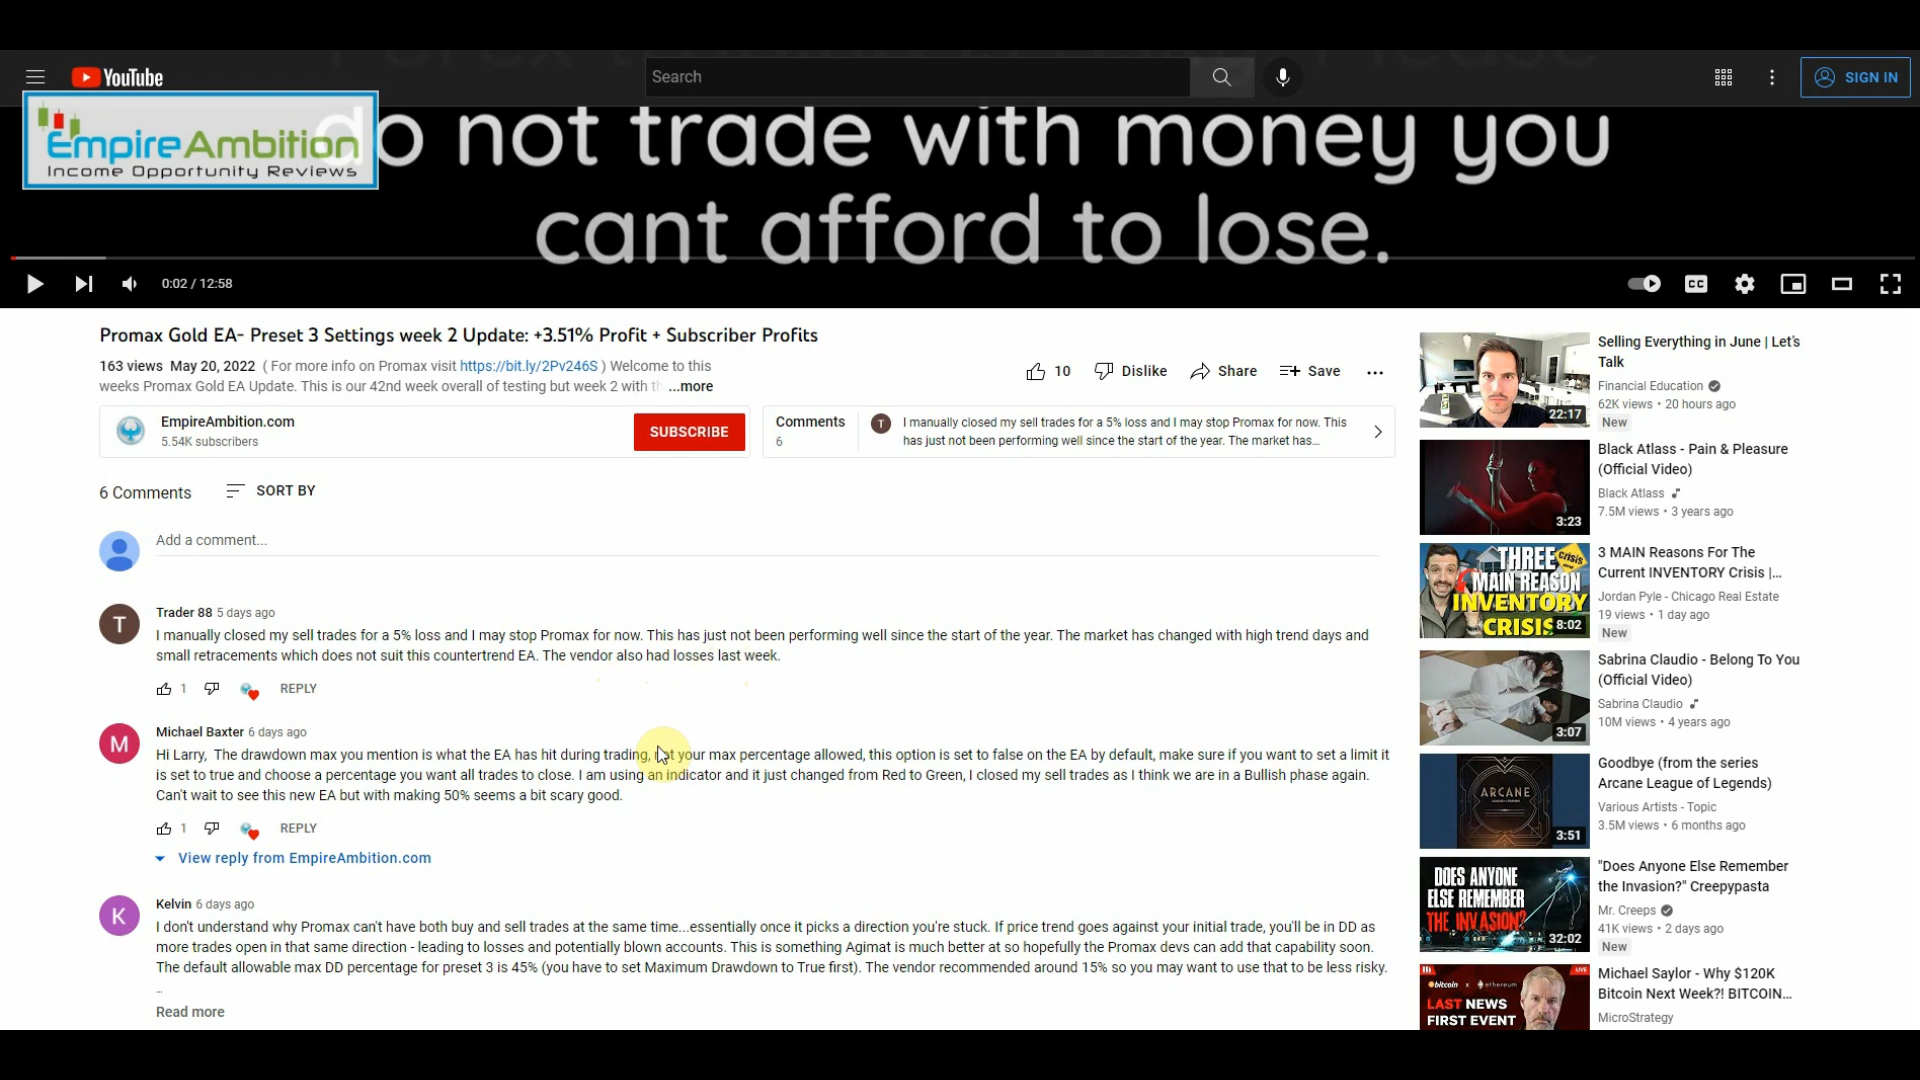 YouTube
Search
SIGN IN
EmpireAmbition
Income Opportunity Reviews
do not trade with money you
cant afford to lose.
0:02 / 12:58
CC
Promax Gold EA- Preset 3 Settings week 2 Update: +3.51% Profit + Subscriber Profits
163 views May 20, 2022 ( For more info on Promax visit https://bit.ly/2Pv246S ) Welcome to this
weeks Promax Gold EA Update. This is our 42nd week overall of testing but week 2 with ...more
10 Dislike Share Save ...
EmpireAmbition.com
5.54K subscribers
SUBSCRIBE
Comments
6
T
I manually closed my sell trades for a 5% loss and I may stop Promax for now. This
has just not been performing well since the start of the year. The market has...
6 Comments SORT BY
Add a comment...
T
Trader 88 5 days ago
I manually closed my sell trades for a 5% loss and I may stop Promax for now. This has just not been performing well since the start of the year. The market has changed with high trend days and
small retracements which does not suit this countertrend EA. The vendor also had losses last week.
1 REPLY
M
Michael Baxter 6 days ago
Hi Larry, The drawdown max you mention is what the EA has hit during trading, not your max percentage allowed, this option is set to false on the EA by default, make sure if you want to set a limit it
is set to true and choose a percentage you want all trades to close. I am using an indicator and it just changed from Red to Green, I closed my sell trades as I think we are in a Bullish phase again.
Can't wait to see this new EA but with making 50% seems a bit scary good.
1 REPLY
View reply from EmpireAmbition.com
K
Kelvin 6 days ago
I don't understand why Promax can't have both buy and sell trades at the same time...essentially once it picks a direction you're stuck. If price trend goes against your initial trade, you'll be in DD as
more trades open in that same direction - leading to losses and potentially blown accounts. This is something Agimat is much better at so hopefully the Promax devs can add that capability soon.
The default allowable max DD percentage for preset 3 is 45% (you have to set Maximum Drawdown to True first). The vendor recommended around 15% so you may want to use that to be less risky.
...
Read more
22:17
Selling Everything in June | Let's
Talk
Financial Education
62K views • 20 hours ago
New
3:23
Black Atlass - Pain & Pleasure
(Official Video)
Black Atlass
7.5M views • 3 years ago
THREE
MAIN REASON
INVENTORY
CRISIS
Crisis
8:02
3 MAIN Reasons For The
Current INVENTORY Crisis |...
Jordan Pyle - Chicago Real Estate
19 views • 1 day ago
New
3:07
Sabrina Claudio - Belong To You
(Official Video)
Sabrina Claudio
10M views • 4 years ago
ARCANE
3:51
Goodbye (from the series
Arcane League of Legends)
Various Artists - Topic
3.5M views • 6 months ago
DOES ANYONE
ELSE REMEMBER
THE INVASION?
32:02
"Does Anyone Else Remember
the Invasion?" Creepypasta
Mr. Creeps
41K views • 2 days ago
New
bitcoin x ethereum
LIVE
LAST NEWS
FIRST EVENT
Michael Saylor - Why $120K
Bitcoin Next Week?! BITCOIN...
MicroStrategy